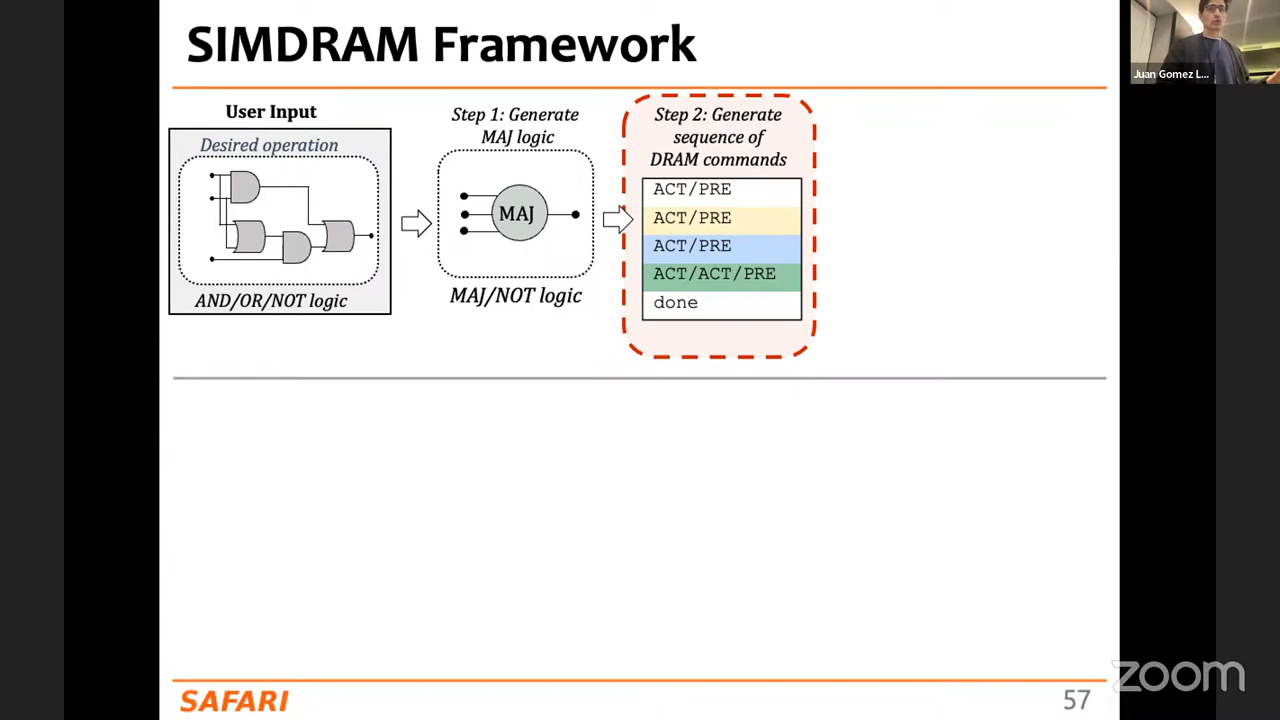 SIMDRAM Framework
Juan Gomez L...
User Input
Desired operation
AND/OR/NOT logic
Step 1: Generate
MAJ logic
MAJ
MAJ/NOT logic
Step 2: Generate
sequence of
DRAM commands
ACT/PRE
ACT/PRE
ACT/PRE
ACT/ACT/PRE
done
SAFARI
57
zoom